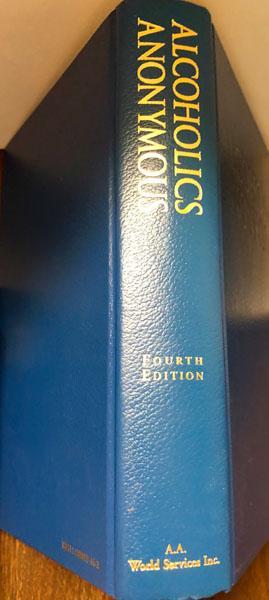 ALCOHOLICS
ANONYMOUS
FOURTH
EDITION
A.A.
World Services Inc.